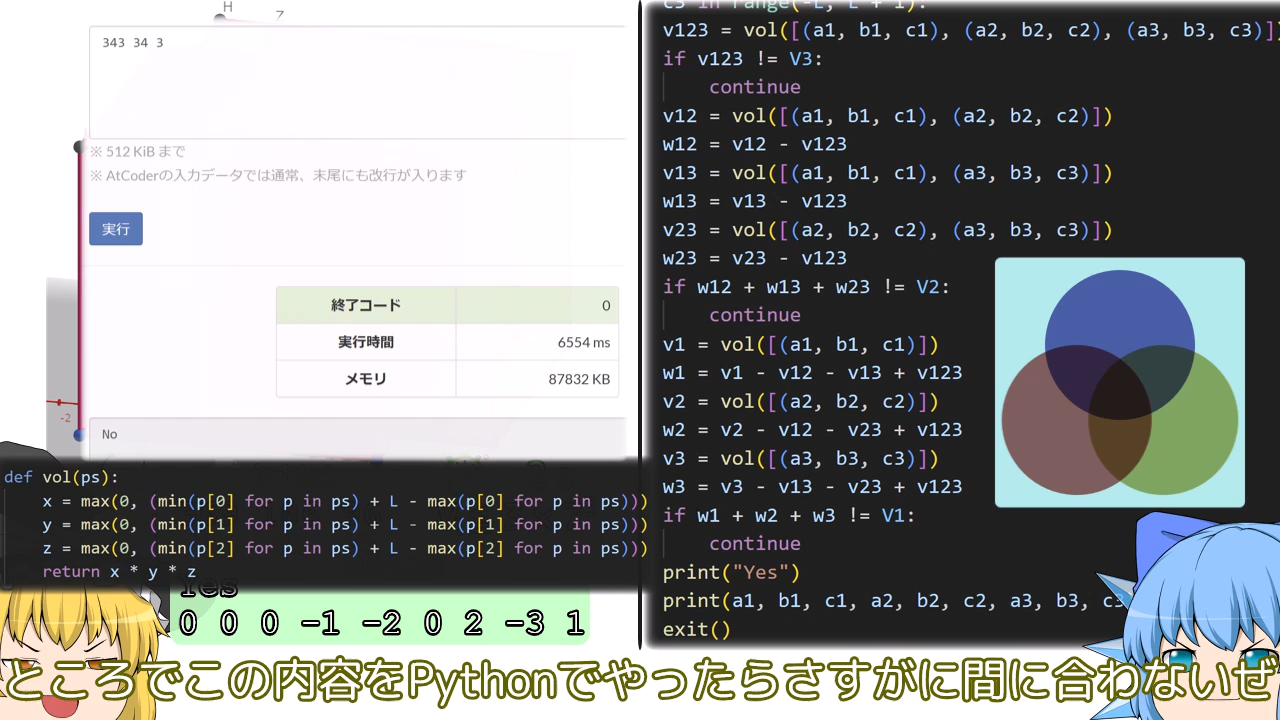 H
Z
343 34 3
※ 512 KiB まで
※ AtCoderの入力データでは通常、末尾にも改行が入ります
実行
終了コード 0
実行時間 6554 ms
メモリ 87832 KB
-2
No
def vol(ps):
x = max(0, (min(p[0] for p in ps) + L - max(p[0] for p in ps)))
y = max(0, (min(p[1] for p in ps) + L - max(p[1] for p in ps)))
z = max(0, (min(p[2] for p in ps) + L - max(p[2] for p in ps)))
return x * y * z
Yes
0 0 0 -1 -2 0 2 -3 1
c3 in range(-L, L + 1):
v123 = vol([(a1, b1, c1), (a2, b2, c2), (a3, b3, c3)])
if v123 != V3:
continue
v12 = vol([(a1, b1, c1), (a2, b2, c2)])
w12 = v12 - v123
v13 = vol([(a1, b1, c1), (a3, b3, c3)])
w13 = v13 - v123
v23 = vol([(a2, b2, c2), (a3, b3, c3)])
w23 = v23 - v123
if w12 + w13 + w23 != V2:
continue
v1 = vol([(a1, b1, c1)])
w1 = v1 - v12 - v13 + v123
v2 = vol([(a2, b2, c2)])
w2 = v2 - v12 - v23 + v123
v3 = vol([(a3, b3, c3)])
w3 = v3 - v13 - v23 + v123
if w1 + w2 + w3 != V1:
continue
print("Yes")
print(a1, b1, c1, a2, b2, c2, a3, b3, c3
exit()
ところでこの内容をPythonでやったらさすがに間に合わないぜ